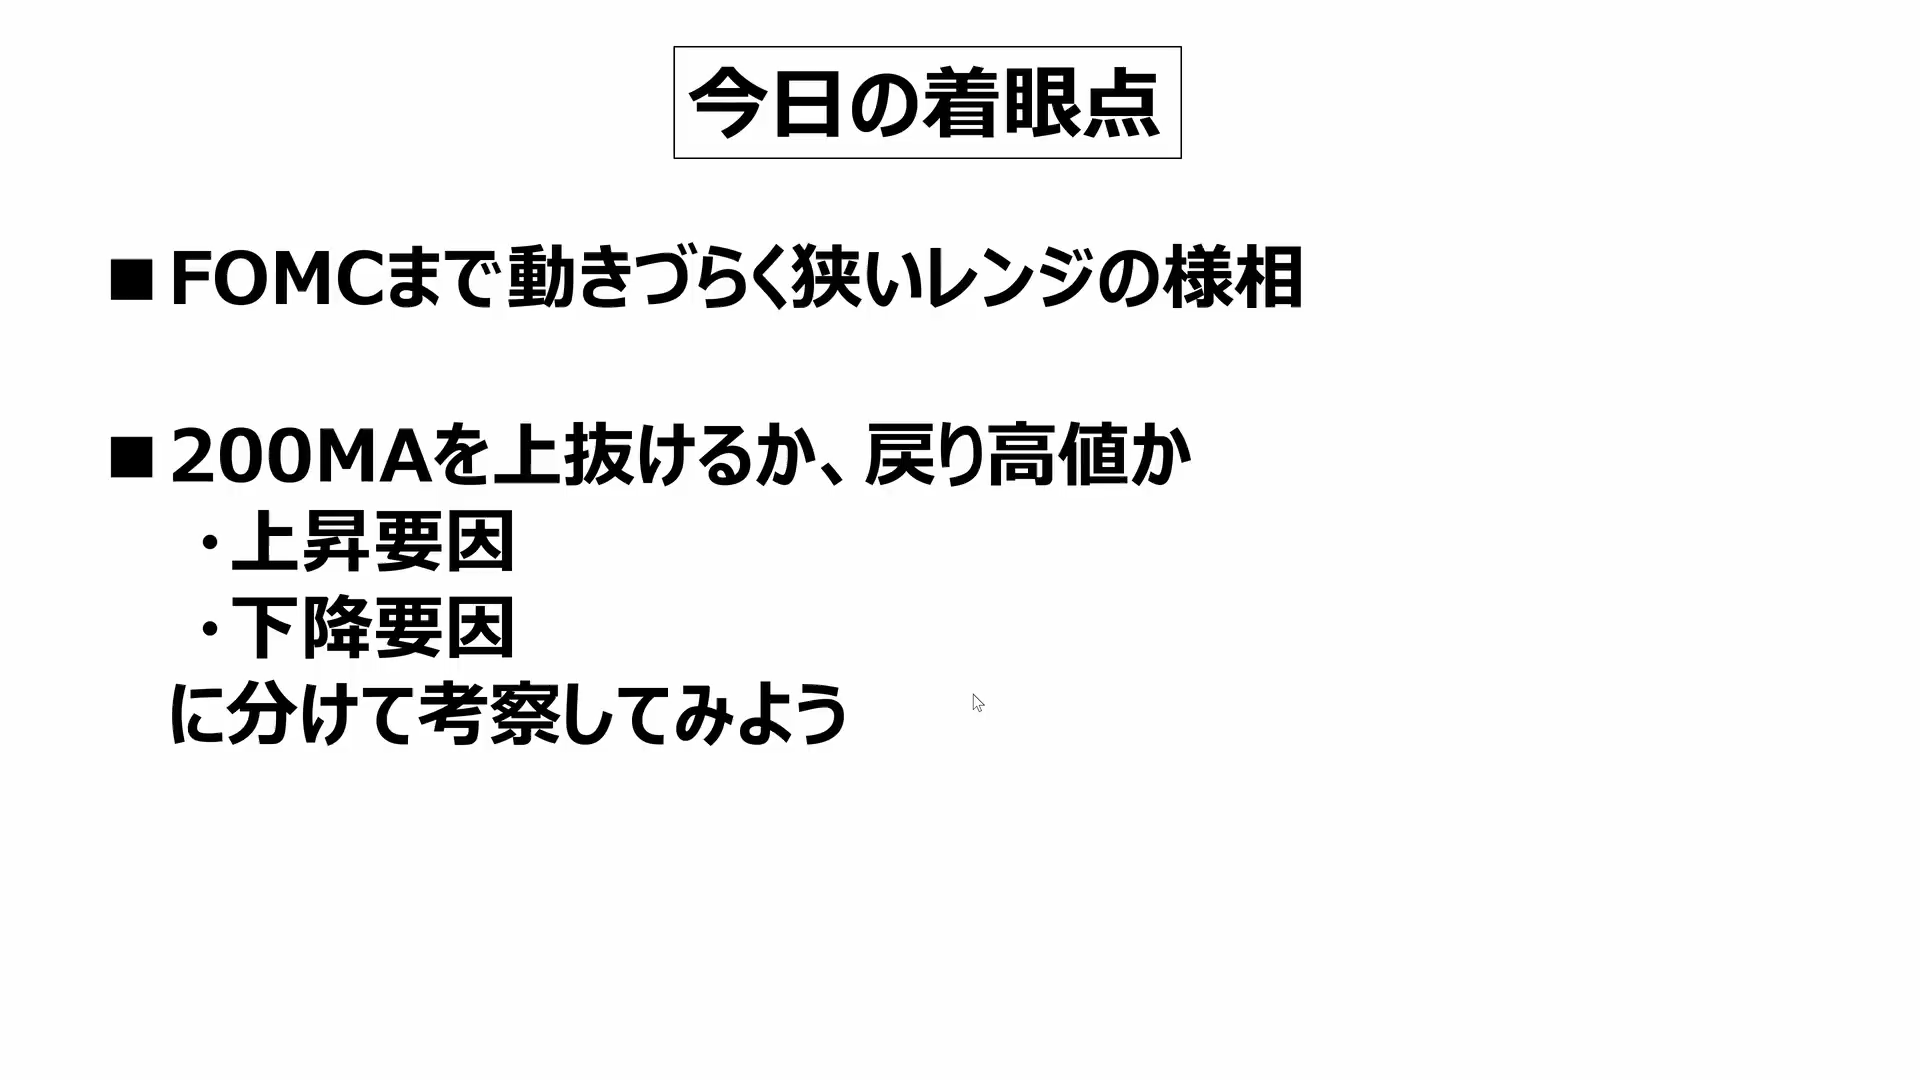 今日の着眼点
■FOMCまで動きづらく狭いレンジの様相
■200MAを上抜けるか、戻り高値か
・上昇要因
・下降要因
に分けて考察してみよう